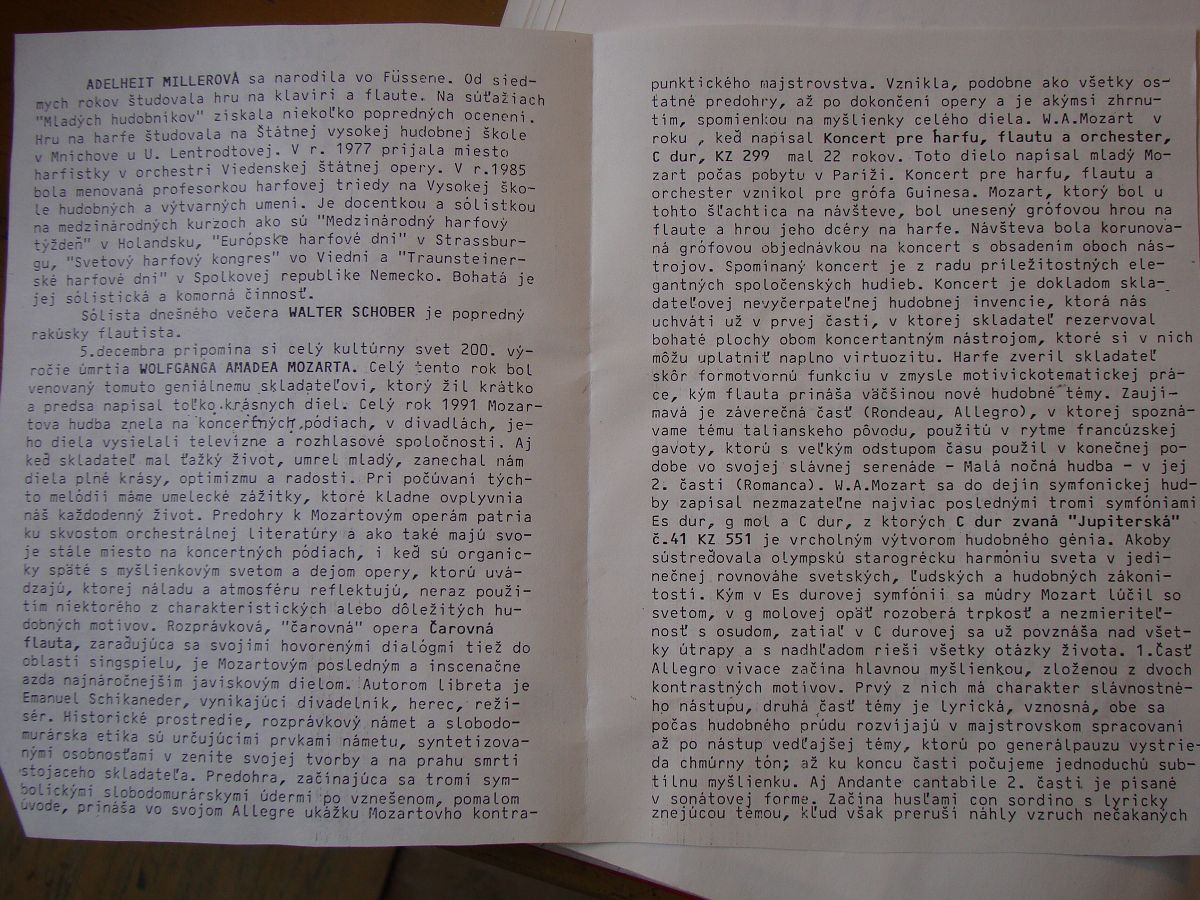 ADELHEIT MILLEROVÁ sa narodila vo Füssene. Od sied-
mych rokov študovala hru na klavíri a flaute. Na súťažiach
"Mladých hudobníkov" získala niekoľko popredných ocenení.
Hru na harfe študovala na Štátnej vysokej hudobnej škole
v Mníchove u U. Lentrodtovej. V r. 1977 prijala miesto
harfistky v orchestri Viedenskej štátnej opery. V r.1985
bola menovaná profesorkou harfovej triedy na Vysokej ško-
le hudobných a výtvarných umení. Je docentkou a sólistkou
na medzinárodných kurzoch ako sú "Medzinárodný harfový
týždeň" v Holandsku, "Európske harfové dni" v Strassbur-
gu, "Svetový harfový kongres" vo Viedni a "Traunsteiner-
ské harfové dni" v Spolkovej republike Nemecko. Bohatá je
jej sólistická a komorná činnosť.
Sólista dnešného večera WALTER SCHOBER je popredný
rakúsky flautista.
5.decembra pripomína si celý kultúrny svet 200. vý-
ročie úmrtia WOLFGANGA AMADEA MOZARTA. Celý tento rok bol
venovaný tomuto geniálnemu skladateľovi, ktorý žil krátko
a predsa napísal toľko krásnych diel. Celý rok 1991 Mozar-
tova hudba znela na koncertných pódiach, v divadlách, je-
ho diela vysielali televízne a rozhlasové spoločnosti. Aj
keď skladateľ mal ťažký život, umrel mladý, zanechal nám
diela plné krásy, optimizmu a radosti. Pri počúvaní tých-
to melódií máme umelecké zážitky, ktoré kladne ovplyvnia
náš každodenný život. Predohry k Mozartovým operám patria
ku skvostom orchestrálnej literatúry a ako také majú svo-
je stále miesto na koncertných pódiach, i keď sú organic-
ky späté s myšlienkovým svetom a dejom opery, ktorú uvá-
dzajú, ktorej náladu a atmosféru reflektujú, neraz použi-
tím niektorého z charakteristických alebo dôležitých hu-
dobných motívov. Rozprávková, "čarovná" opera Čarovná
flauta, zaraďujúca sa svojimi hovorenými dialógmi tiež do
oblasti singspielu, je Mozartovým posledným a inscenačne
azda najnáročnejším javiskovým dielom. Autorom libreta je
Emanuel Schikaneder, vynikajúci divadelník, herec, reži-
sér. Historické prostredie, rozprávkový námet a slobodo-
murárska etika sú určujúcimi prvkami námetu, syntetizova-
nými osobnosťami v zenite svojej tvorby a na prahu smrti
stojaceho skladateľa. Predohra, začínajúca sa tromi sym-
bolickými slobodomurárskymi údermi po vznešenom, pomalom
úvode, prináša vo svojom Allegre ukážku Mozartovho kontra-
punktického majstrovstva. Vznikla, podobne ako všetky os-
tatné predohry, až po dokončení opery a je akýmsi zhrnu-
tím, spomienkou na myšlienky celého diela. W.A.Mozart v
roku , keď napísal Koncert pre harfu, flautu a orchester,
C dur, KZ 299 mal 22 rokov. Toto dielo napísal mladý Mo-
zart počas pobytu v Paríži. Koncert pre harfu, flautu a
orchester vznikol pre grófa Guinesa. Mozart, ktorý bol u
tohto šľachtica na návšteve, bol unesený grófovou hrou na
flaute a hrou jeho dcéry na harfe. Návšteva bola korunova-
ná grófovou objednávkou na koncert s obsadením oboch nás-
trojov. Spomínaný koncert je z radu príležitostných ele-
gantných spoločenských hudieb. Koncert je dokladom skla-
dateľovej nevyčerpateľnej hudobnej invencie, ktorá nás
uchváti už v prvej časti, v ktorej skladateľ rezervoval
bohaté plochy obom koncertantným nástrojom, ktoré si v nich
môžu uplatniť naplno virtuozitu. Harfe zveril skladateľ
skôr formotvornú funkciu v zmysle motivickotematickej prá-
ce, kým flauta prináša väčšinou nové hudobné témy. Zaují-
mavá je záverečná časť (Rondeau, Allegro), v ktorej spozná-
vame tému talianskeho pôvodu, použitú v rytme francúzskej
gavoty, ktorú s veľkým odstupom času použil v konečnej po-
dobe vo svojej slávnej serenáde - Malá nočná hudba - v jej
2. časti (Romanca). W.A.Mozart sa do dejín symfonickej hud-
by zapísal nezmazateľne najviac poslednými tromi symfóniami
Es dur, g mol a C dur, z ktorých C dur zvaná "Jupiterská"
č.41 KZ 551 je vrcholným výtvorom hudobného génia. Akoby
sústreďovala olympskú starogrécku harmóniu sveta v jedi-
nečnej rovnováhe svetských, ľudských a hudobných zákoni-
tostí. Kým v Es durovej symfónii sa múdry Mozart lúčil so
svetom, v g molovej opäť rozoberá trpkosť a nezmieriteľ-
nosť s osudom, zatiaľ v C durovej sa už povznáša nad všet-
ky útrapy a s nadhľadom rieši všetky otázky života. 1.časť
Allegro vivace začína hlavnou myšlienkou, zloženou z dvoch
kontrastných motívov. Prvý z nich má charakter slávnostné-
ho nástupu, druhá časť témy je lyrická, vznosná, obe sa
počas hudobného prúdu rozvíjajú v majstrovskom spracovaní
až po nástup vedľajšej témy, ktorú po generálpauzu vystrie-
da chmúrny tón; až ku koncu časti počujeme jednoduchú sub-
tílnu myšlienku. Aj Andante cantabile 2. časti je písané
v sonátovej forme. Začína husľami con sordino s lyricky
znejúcou témou, kľud však preruší náhly vzruch nečakaných